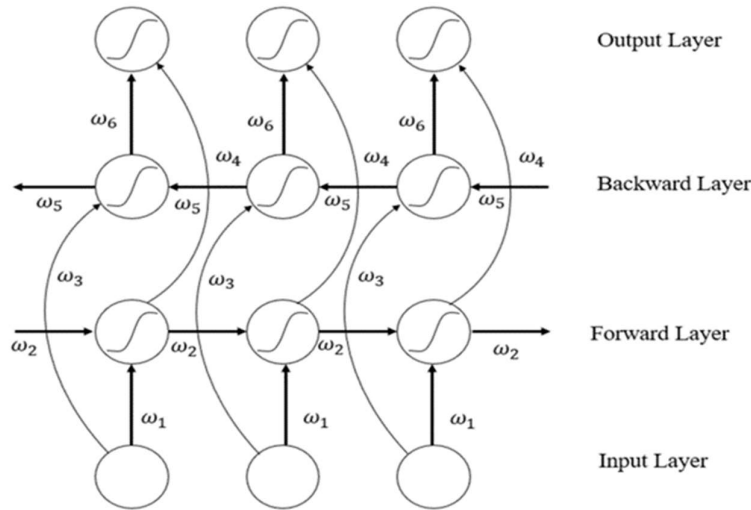 Output Layer
ω6 ω6 ω6
ω4 ω4 ω4
Backward Layer
ω5 ω5 ω5 ω5
ω3 ω3 ω3
Forward Layer
ω2 ω2 ω2 ω2
ω1 ω1 ω1
Input Layer